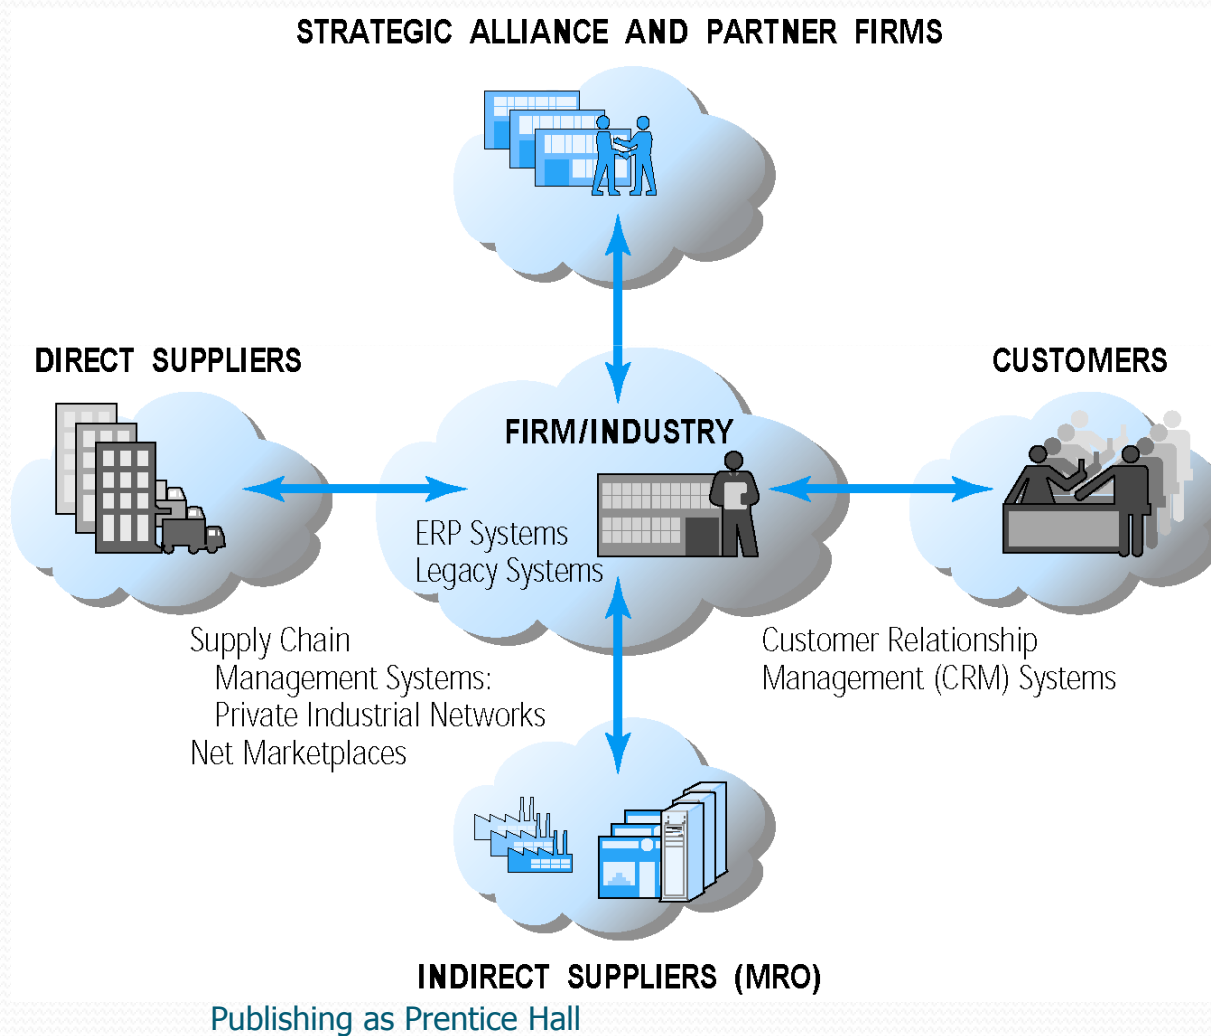 STRATEGIC ALLIANCE AND PARTNER FIRMS
DIRECT SUPPLIERS
CUSTOMERS
FIRM/INDUSTRY
ERP Systems
Legacy Systems
Supply Chain
Management Systems:
Private Industrial Networks
Net Marketplaces
Customer Relationship
Management (CRM) Systems
INDIRECT SUPPLIERS (MRO)
Publishing as Prentice Hall